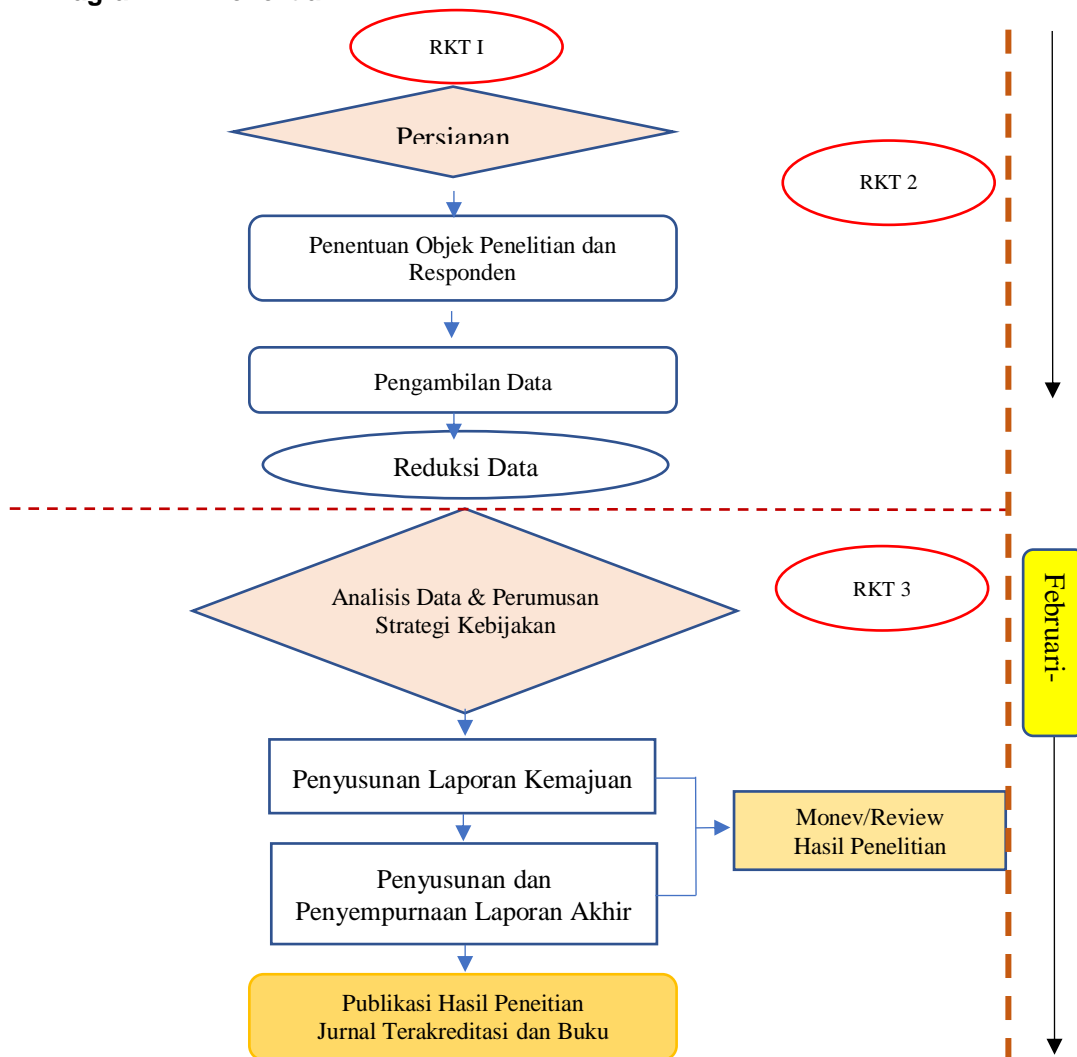 RKT I
Persiapan
RKT 2
Penentuan Objek Penelitian dan
Responden
Pengambilan Data
Reduksi Data
Analisis Data & Perumusan
Strategi Kebijakan
RKT 3
Februari-
Penyusunan Laporan Kemajuan
Monev/Review
Hasil Penelitian
Penyusunan dan
Penyempurnaan Laporan Akhir
Publikasi Hasil Peneitian
Jurnal Terakreditasi dan Buku